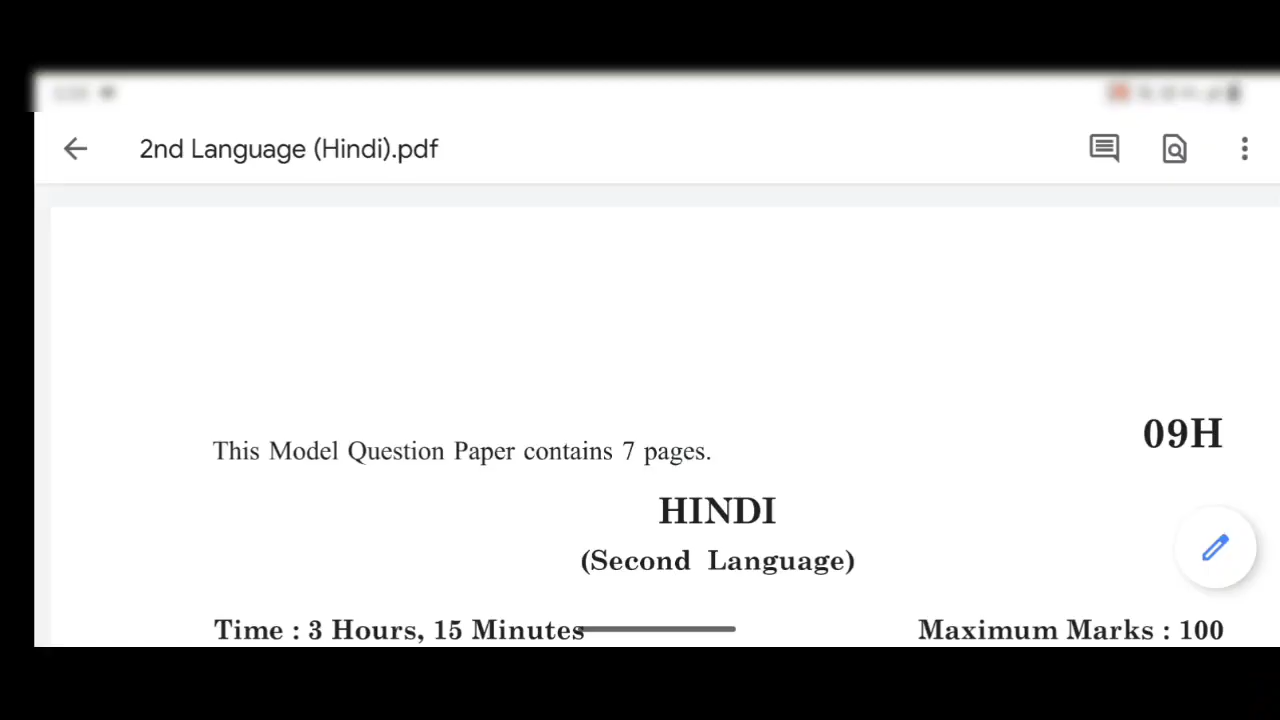 2nd Language (Hindi).pdf
09H
This Model Question Paper contains 7 pages.
HINDI
(Second Language)
Time : 3 Hours, 15 Minutes
Maximum Marks : 100